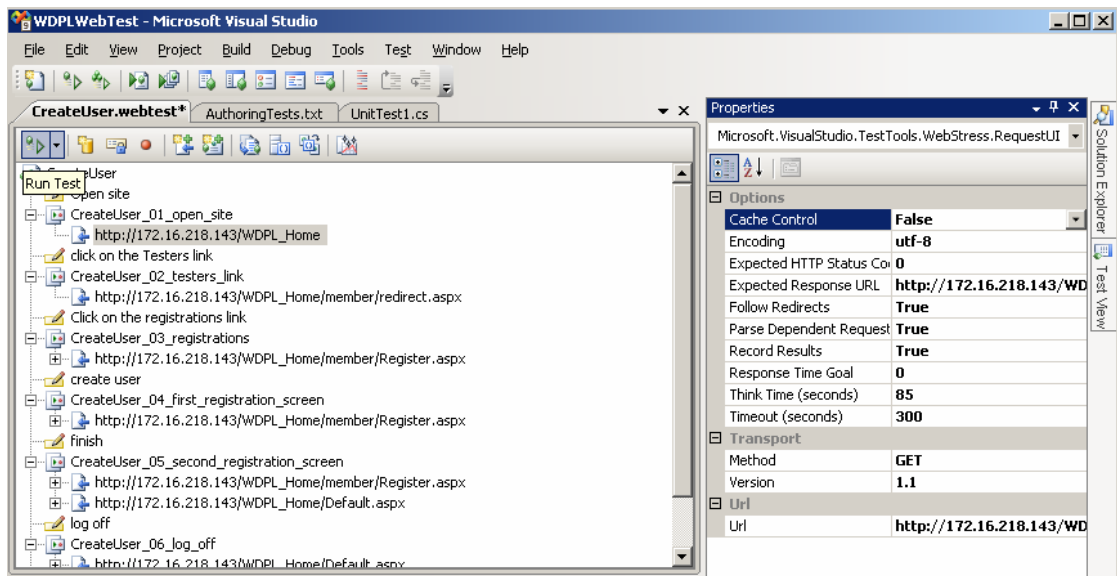 WDPLWebTest - Microsoft Visual Studio
File Edit View Project Build Debug Tools Test Window Help
CreateUser.webtest* AuthoringTests.txt UnitTest1.cs
Run Test
Open site
CreateUser_01_open_site
http://172.16.218.143/WDPL_Home
click on the Testers link
CreateUser_02_testers_link
http://172.16.218.143/WDPL_Home/member/redirect.aspx
Click on the registrations link
CreateUser_03_registrations
http://172.16.218.143/WDPL_Home/member/Register.aspx
create user
CreateUser_04_first_registration_screen
http://172.16.218.143/WDPL_Home/member/Register.aspx
finish
CreateUser_05_second_registration_screen
http://172.16.218.143/WDPL_Home/member/Register.aspx
http://172.16.218.143/WDPL_Home/Default.aspx
log off
CreateUser_06_log_off
http://172.16.218.143/WDPL_Home/Default.aspx
Properties
Microsoft.VisualStudio.TestTools.WebStress.RequestUI
Options
Cache Control False
Encoding utf-8
Expected HTTP Status Co 0
Expected Response URL http://172.16.218.143/WD
Follow Redirects True
Parse Dependent Request True
Record Results True
Response Time Goal 0
Think Time (seconds) 85
Timeout (seconds) 300
Transport
Method GET
Version 1.1
Url
Url http://172.16.218.143/WD
Solution Explorer
Test View